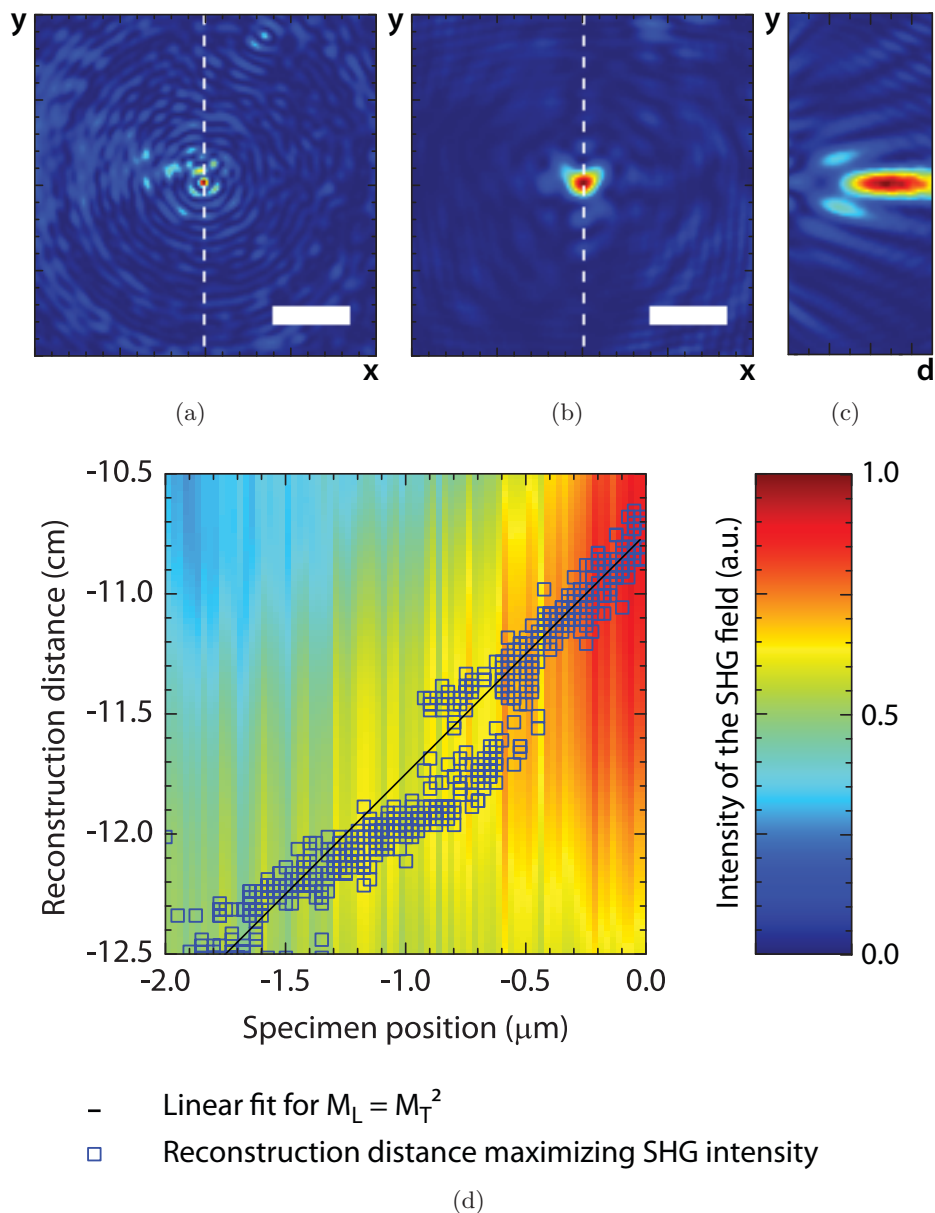 y y y
x x d
(a) (b) (c)
-10.5 1.0
-11.0
-11.5 0.5
-12.0
-12.5 0.0
Reconstruction distance (cm)
-2.0 -1.5 -1.0 -0.5 0.0
Specimen position (μm)
Intensity of the SHG field (a.u.)
– Linear fit for M_L = M_T²
□ Reconstruction distance maximizing SHG intensity
(d)